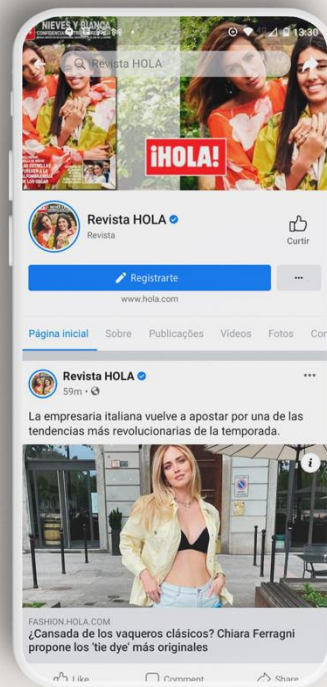 NIEVES Y BIANCA
13:30
Revista HOLA
¡HOLA!
Revista HOLA
Revista
Curtir
Registrarte
www.hola.com
Página inicial Sobre Publicações Vídeos Fotos Con
Revista HOLA
59m
La empresaria italiana vuelve a apostar por una de las
tendencias más revolucionarias de la temporada.
FASHION.HOLA.COM
¿Cansada de los vaqueros clásicos? Chiara Ferragni
propone los 'tie dye' más originales
Like Comment Share